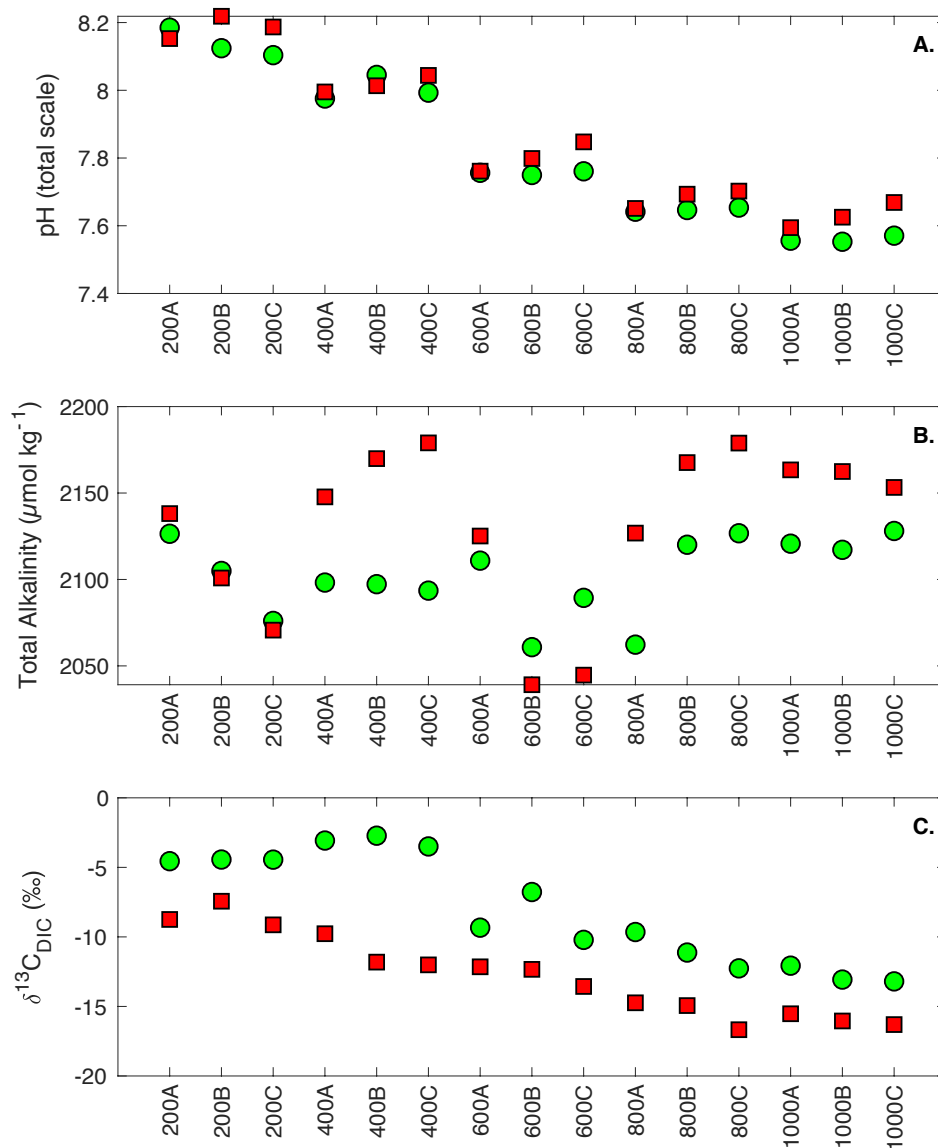 A.
pH (total scale)
8.2
8
7.8
7.6
7.4
200A 200B 200C 400A 400B 400C 600A 600B 600C 800A 800B 800C 1000A 1000B 1000C
B.
Total Alkalinity (μmol kg⁻¹)
2200
2150
2100
2050
200A 200B 200C 400A 400B 400C 600A 600B 600C 800A 800B 800C 1000A 1000B 1000C
C.
δ¹³C_DIC (‰)
0
-5
-10
-15
-20
200A 200B 200C 400A 400B 400C 600A 600B 600C 800A 800B 800C 1000A 1000B 1000C